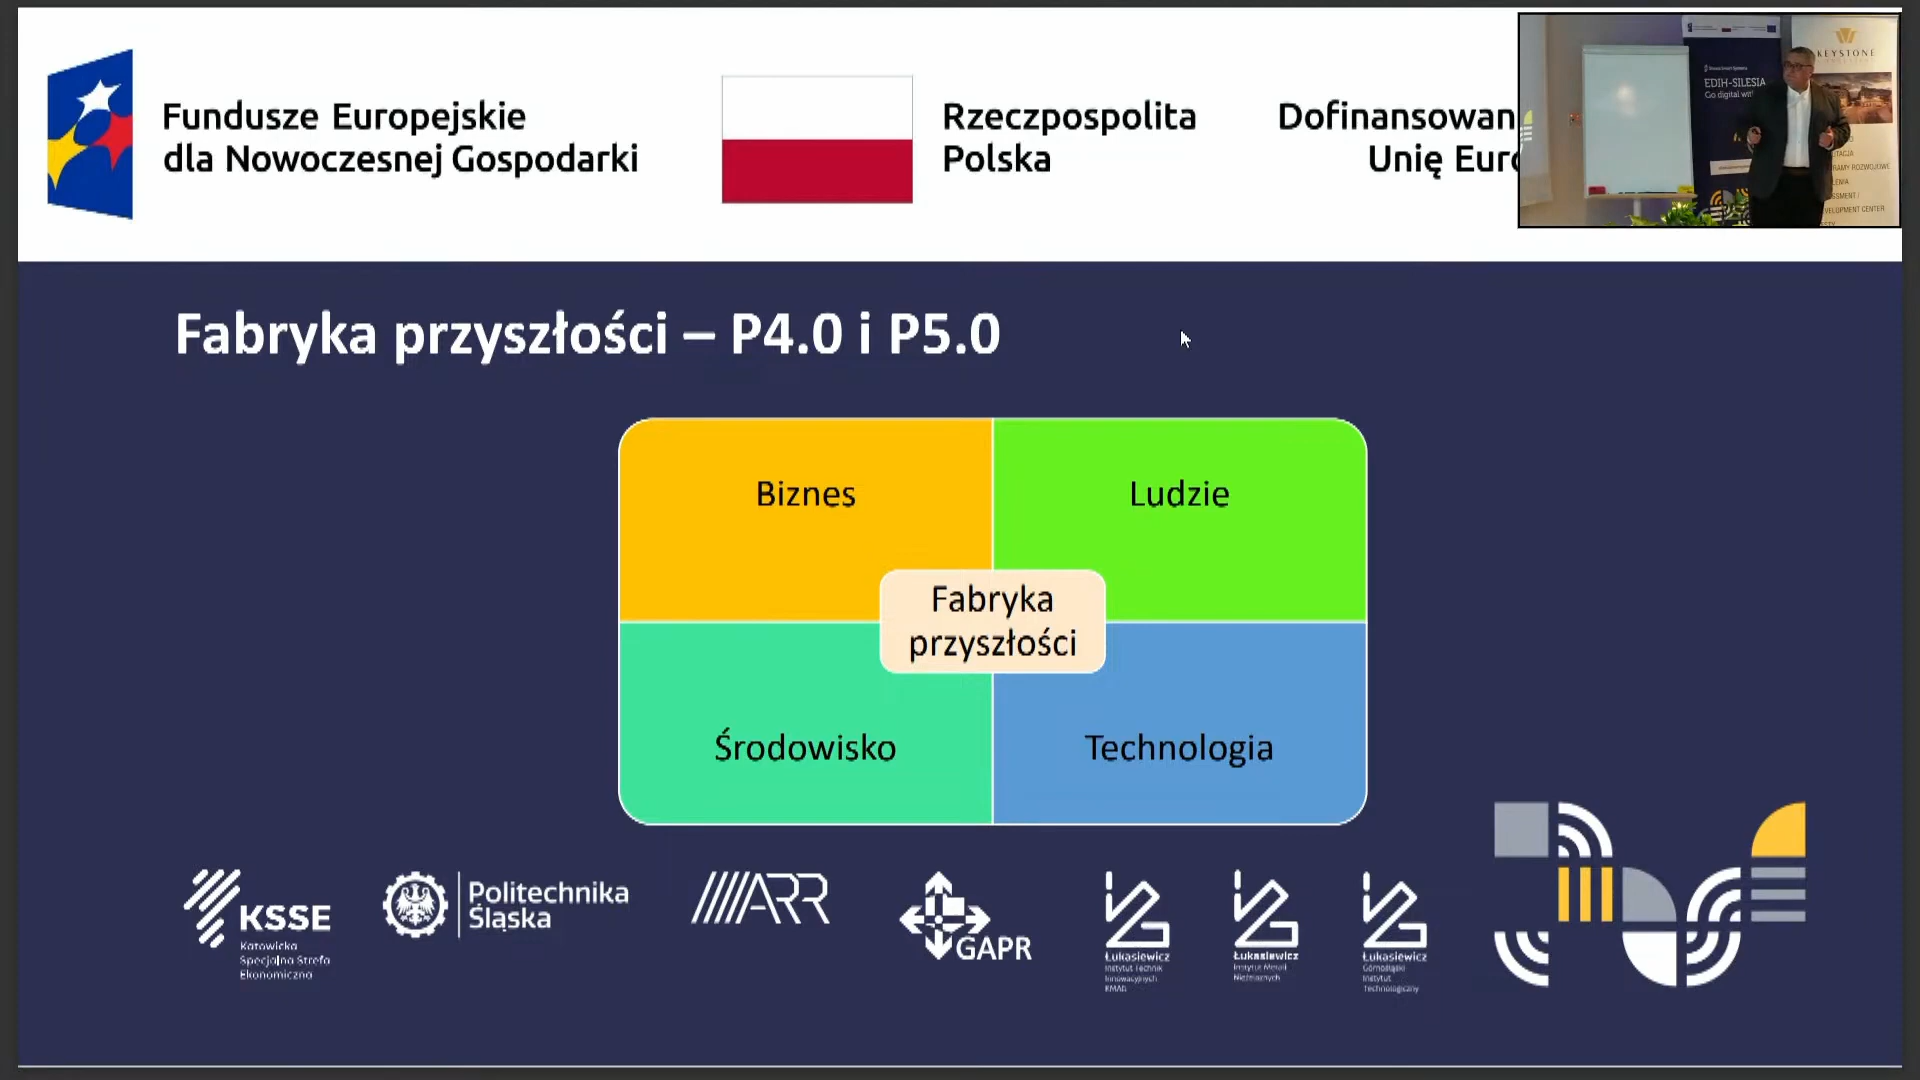 Fundusze Europejskie
dla Nowoczesnej Gospodarki
Rzeczpospolita
Polska
Dofinansowan
Unię Euro
KEYSTONE
EDIH-SILESIA
Go digital wit
VELOPMENT CENTER
Fabryka przyszłości – P4.0 i P5.0
Biznes
Ludzie
Fabryka
przyszłości
Środowisko
Technologia
KSSE
Katowicka
Specjalna Strefa
Ekonomiczna
Politechnika
Śląska
ARR
GAPR
Łukasiewicz
Instytut Technik
Innowacyjnych
EMAG
Łukasiewicz
Instytut Metali
Nieżelaznych
Łukasiewicz
Górnośląski
Instytut
Technologiczny